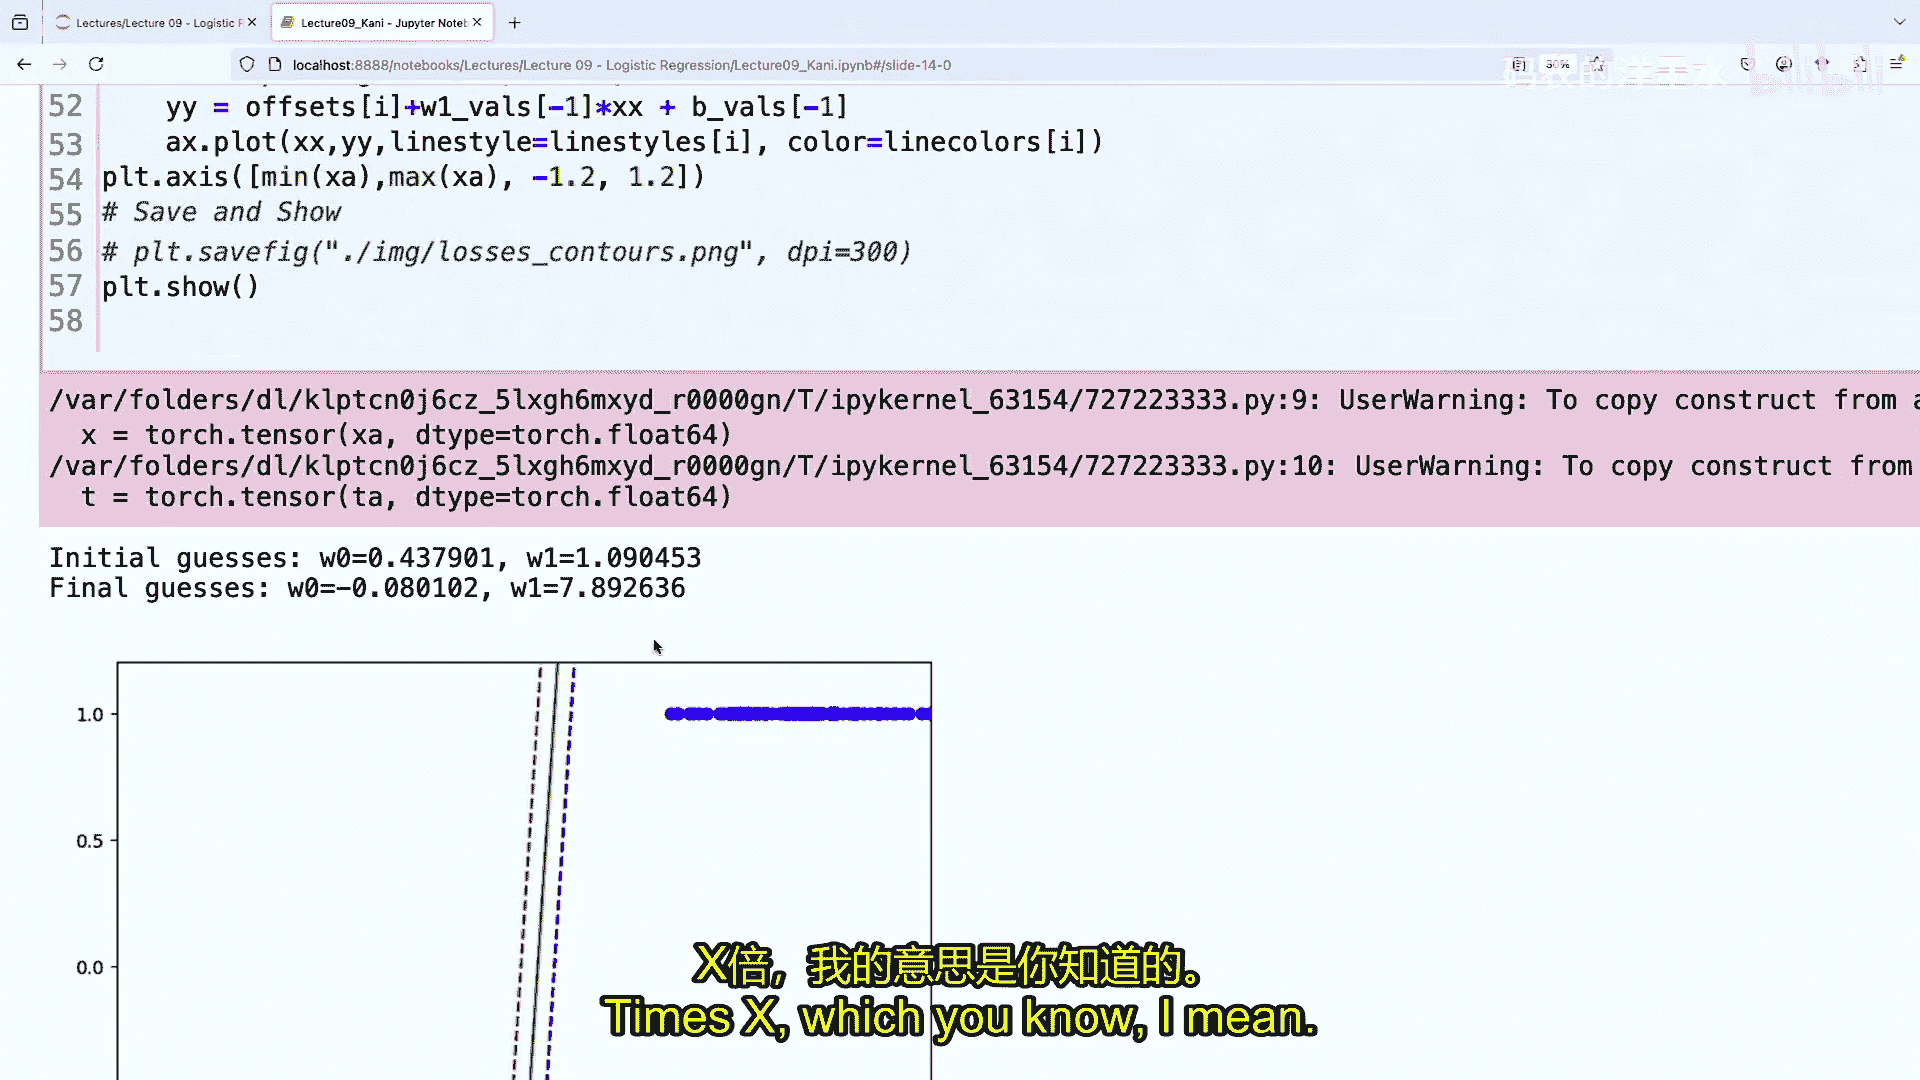 Lectures/Lecture 09 - Logistic F
Lecture09_Kani - Jupyter Noteb
localhost:8888/notebooks/Lectures/Lecture 09 - Logistic Regression/Lecture09_Kani.ipynb#/slide-14-0
30%
52 yy = offsets[i]+w1_vals[-1]*xx + b_vals[-1]
53 ax.plot(xx,yy,linestyle=linestyles[i], color=linecolors[i])
54 plt.axis([min(xa),max(xa), -1.2, 1.2])
55 # Save and Show
56 # plt.savefig("./img/losses_contours.png", dpi=300)
57 plt.show()
58
/var/folders/dl/klptcn0j6cz_5lxgh6mxyd_r0000gn/T/ipykernel_63154/727223333.py:9: UserWarning: To copy construct from a
x = torch.tensor(xa, dtype=torch.float64)
/var/folders/dl/klptcn0j6cz_5lxgh6mxyd_r0000gn/T/ipykernel_63154/727223333.py:10: UserWarning: To copy construct from
t = torch.tensor(ta, dtype=torch.float64)
Initial guesses: w0=0.437901, w1=1.090453
Final guesses: w0=-0.080102, w1=7.892636
1.0
0.5
0.0
X倍，我的意思是你知道的。
Times X, which you know, I mean.